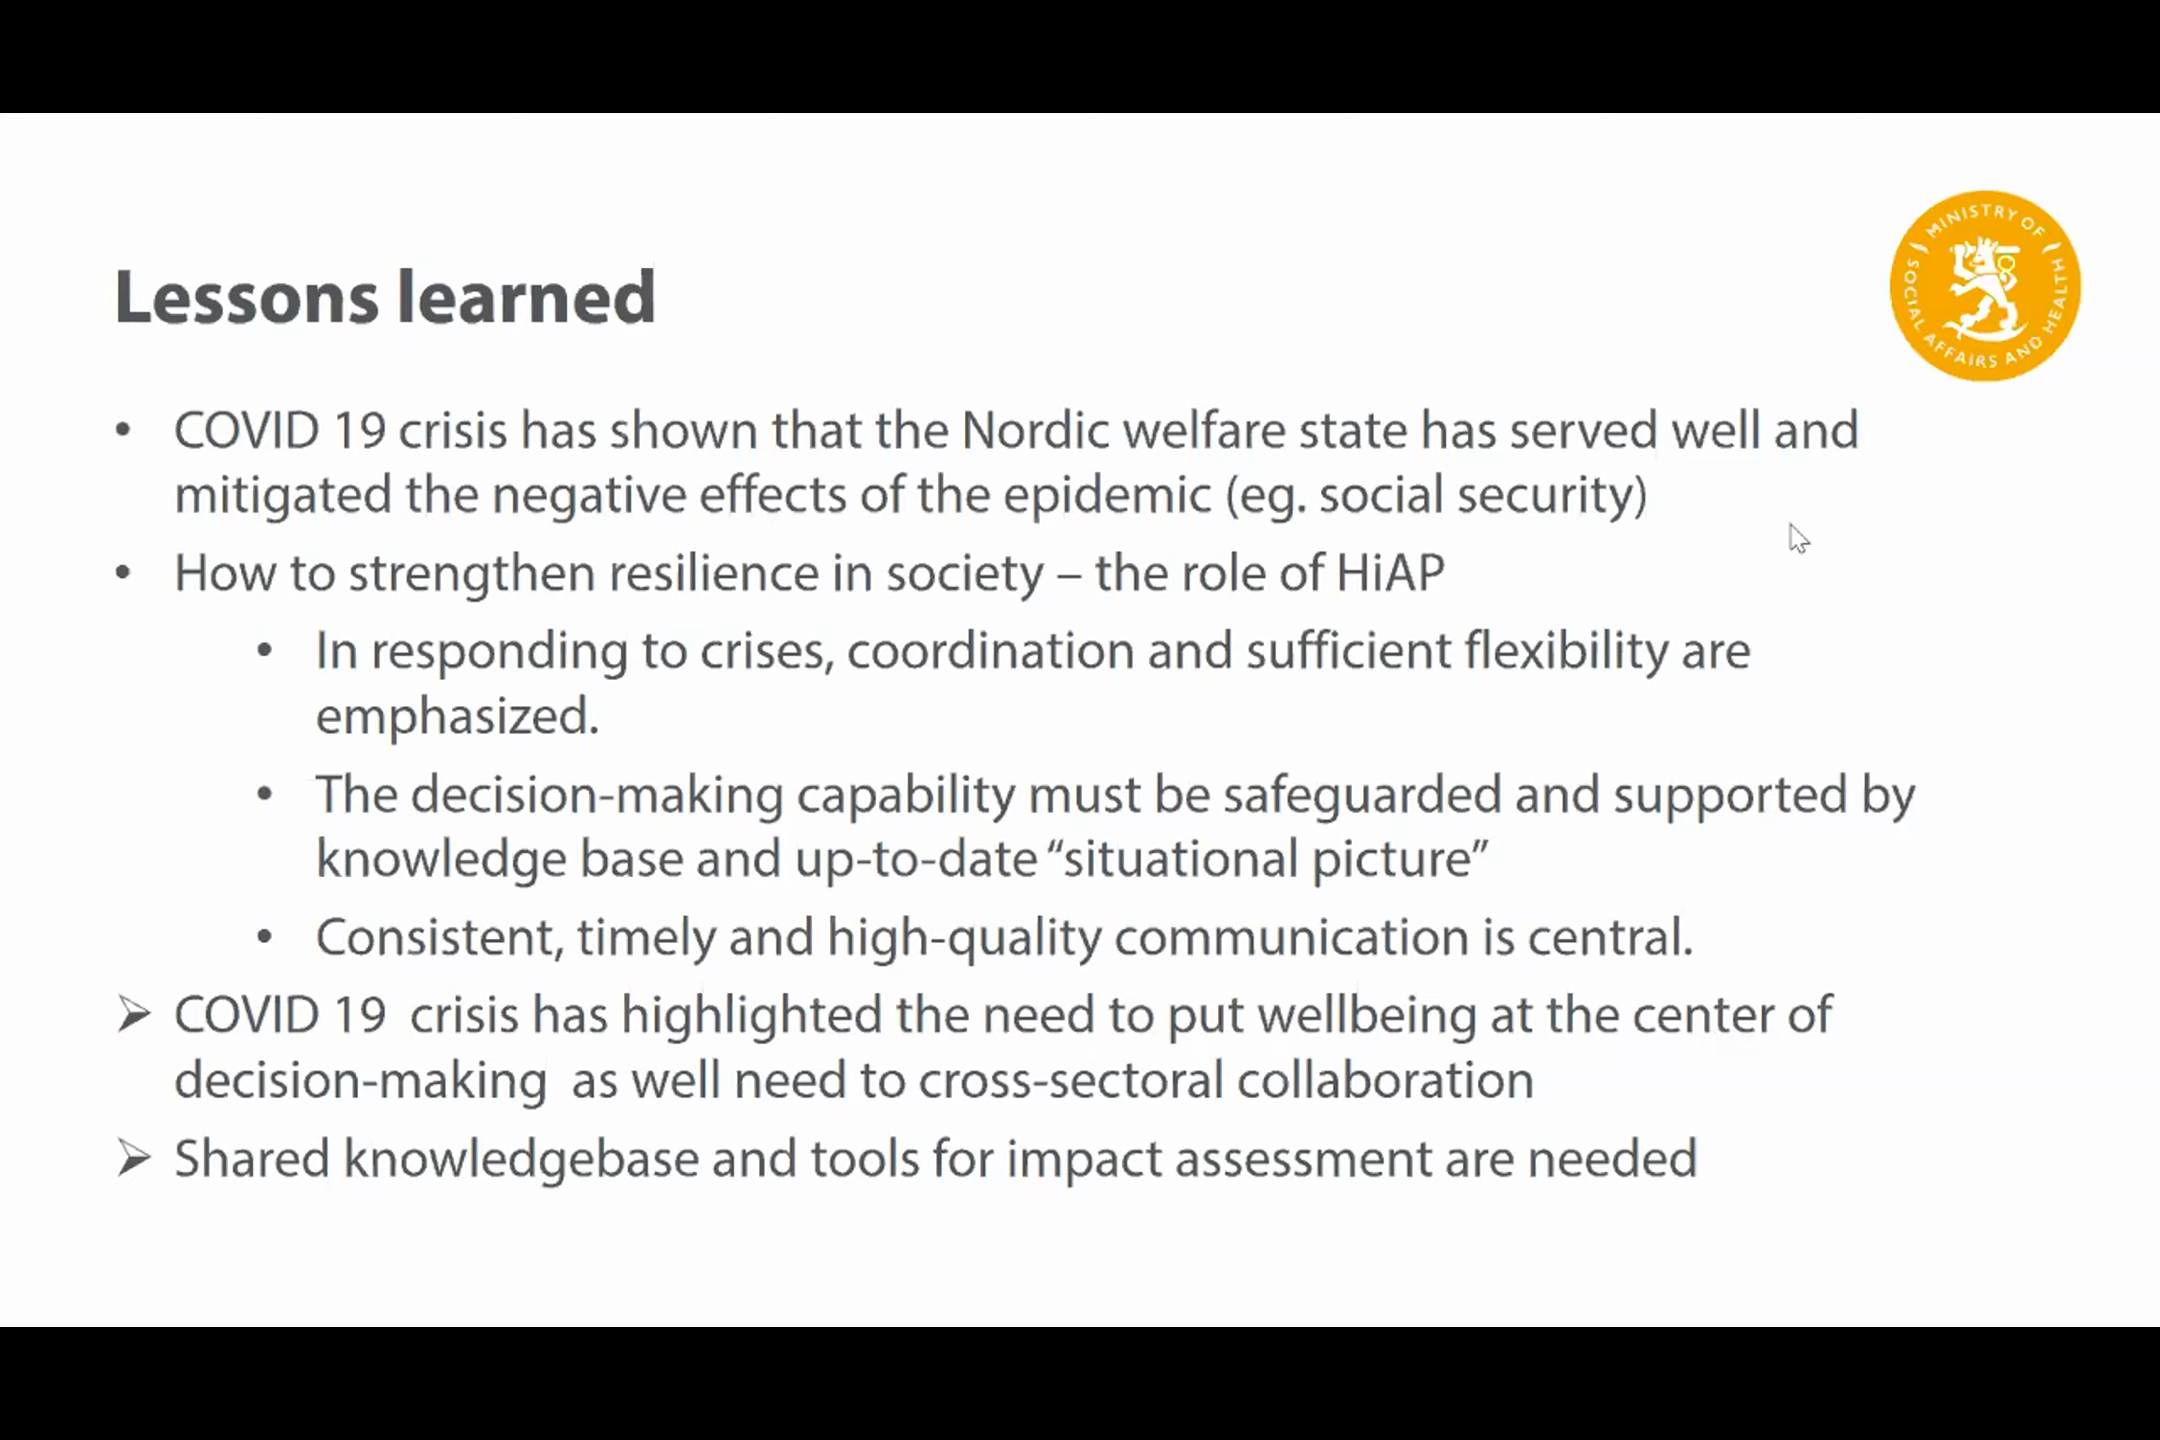 Lessons learned
MINISTRY OF
SOCIAL AFFAIRS AND HEALTH
• COVID 19 crisis has shown that the Nordic welfare state has served well and
mitigated the negative effects of the epidemic (eg. social security)
• How to strengthen resilience in society – the role of HiAP
• In responding to crises, coordination and sufficient flexibility are
emphasized.
• The decision-making capability must be safeguarded and supported by
knowledge base and up-to-date “situational picture”
• Consistent, timely and high-quality communication is central.
➢ COVID 19  crisis has highlighted the need to put wellbeing at the center of
decision-making  as well need to cross-sectoral collaboration
➢ Shared knowledgebase and tools for impact assessment are needed